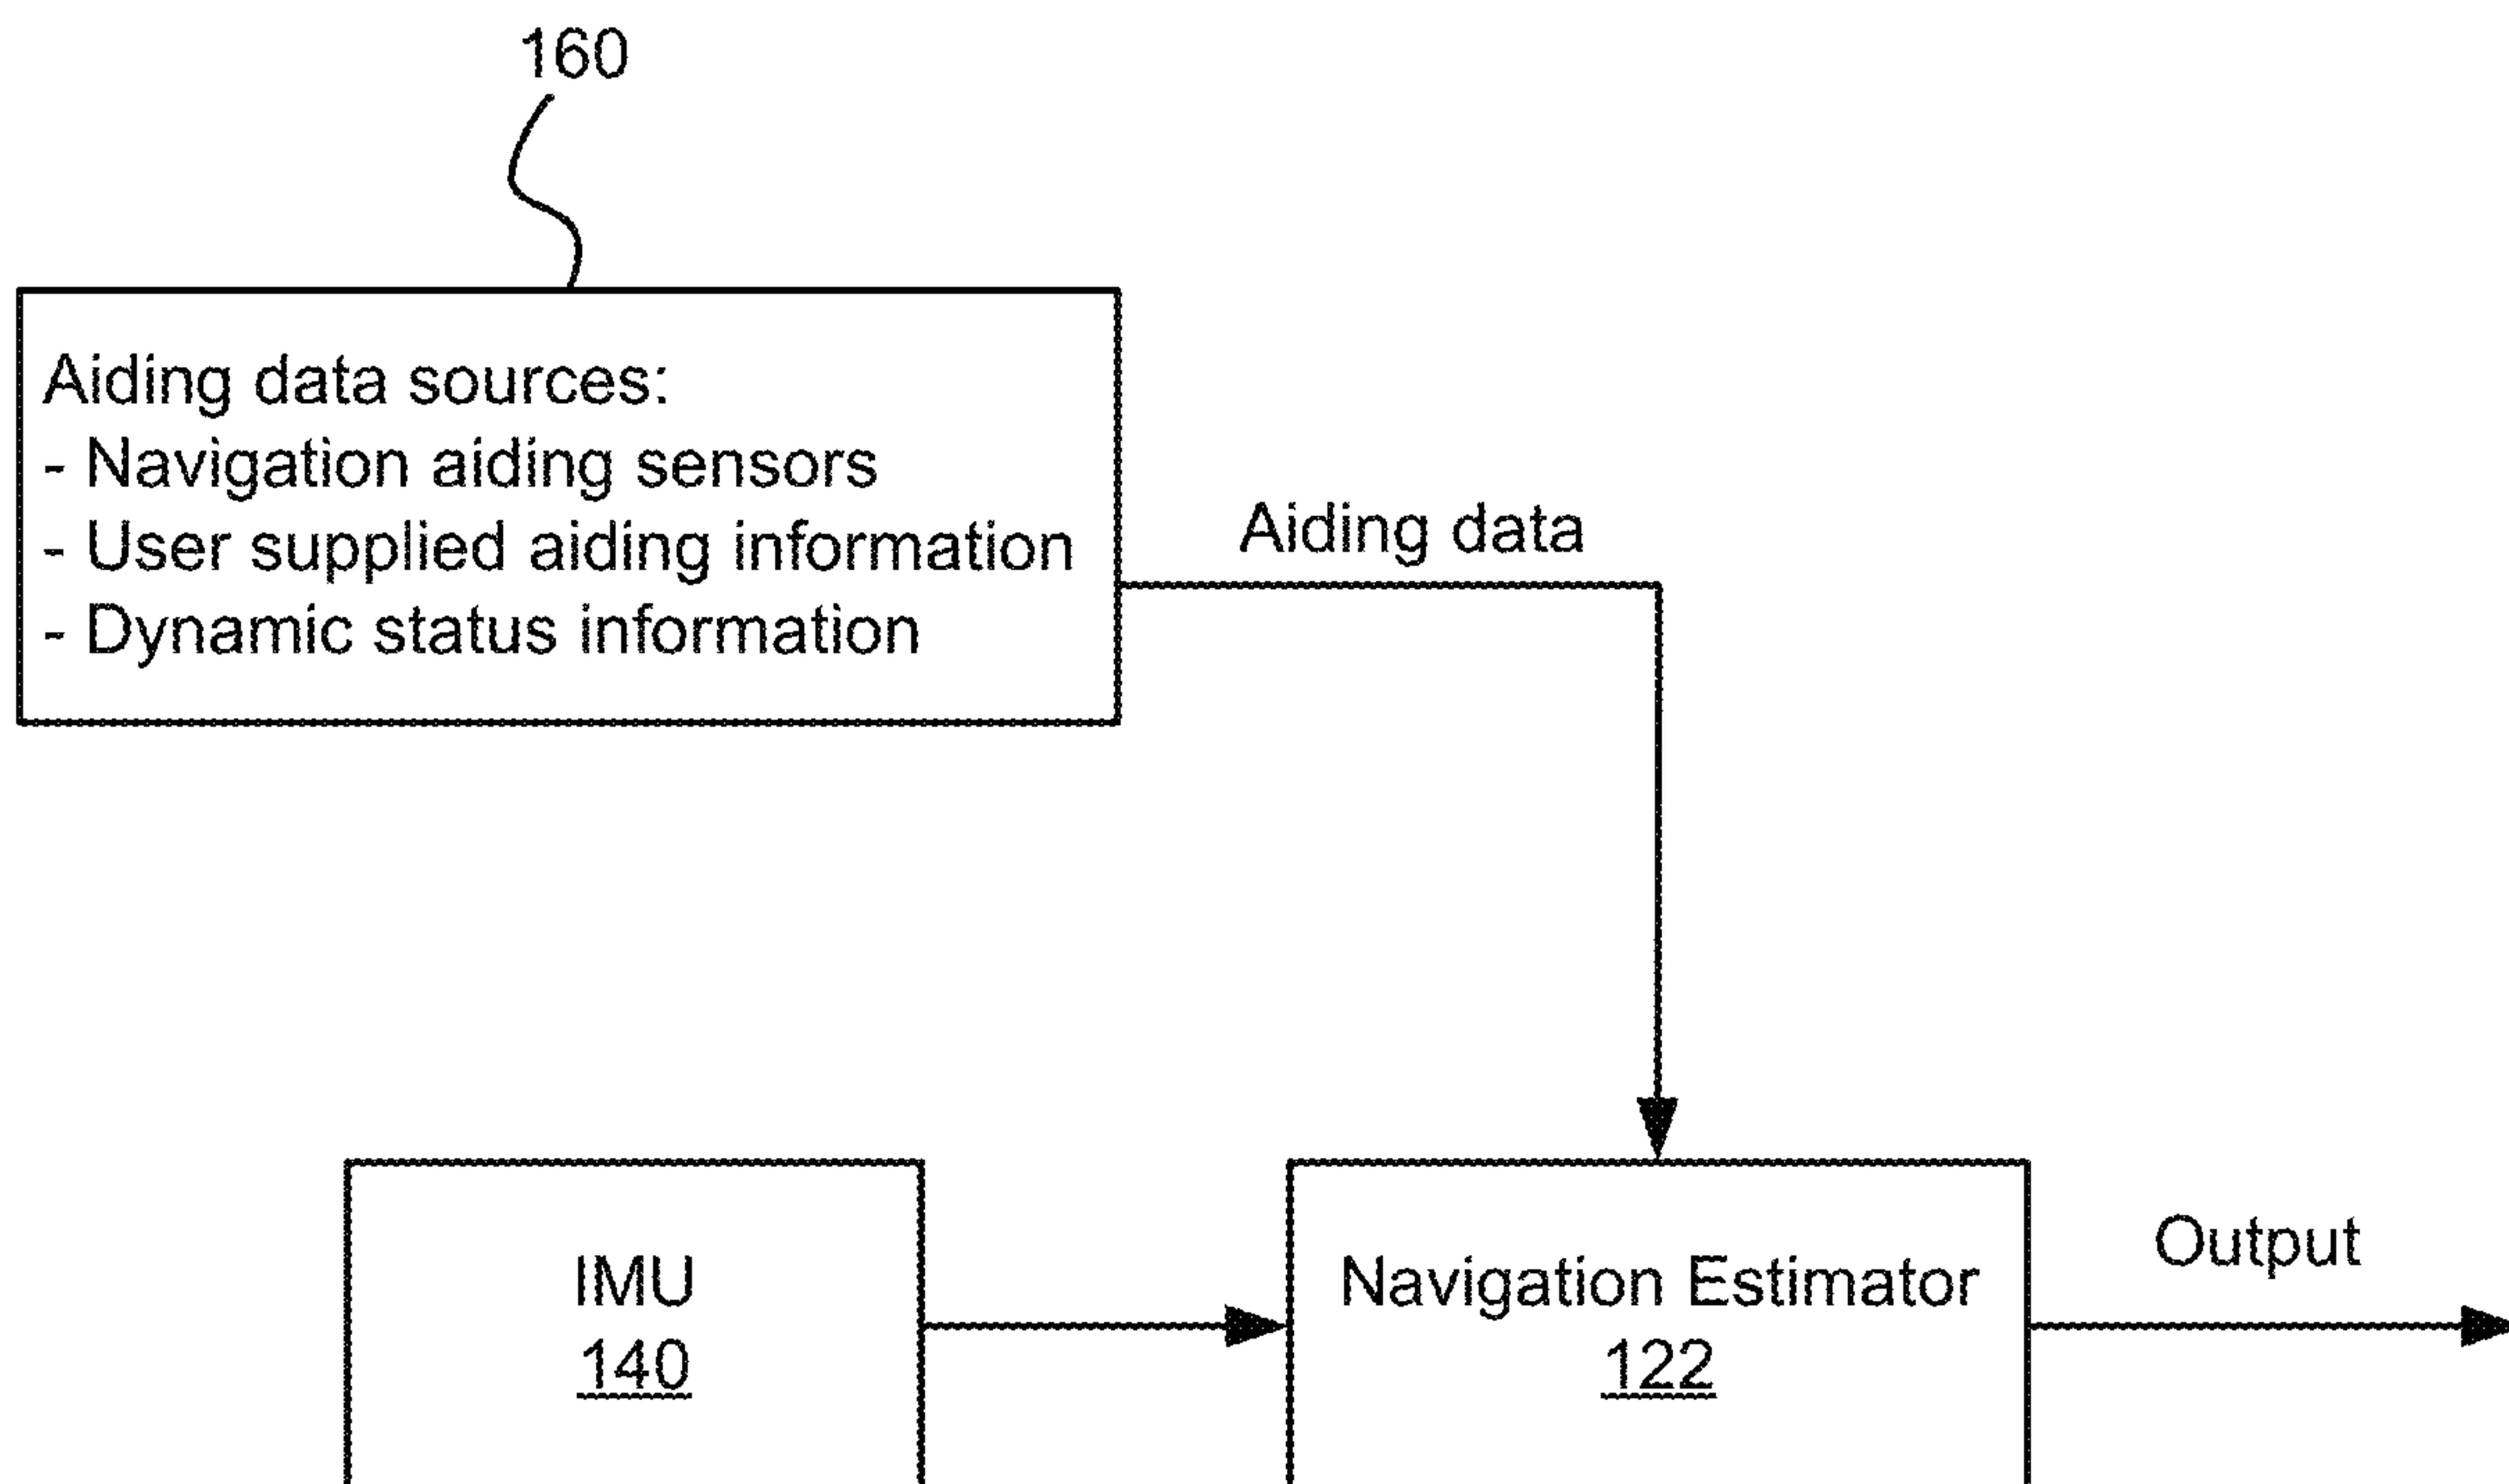 160
Aiding data sources:
- Navigation aiding sensors
- User supplied aiding information
- Dynamic status information
Aiding data
IMU
140
Navigation Estimator
122
Output